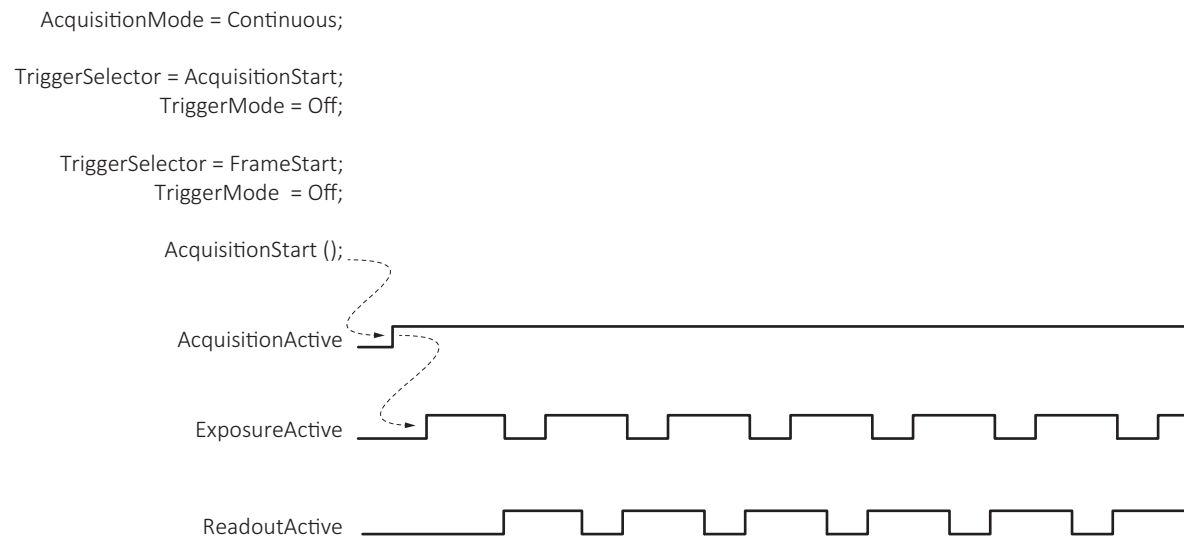 AcquisitionMode = Continuous;
TriggerSelector = AcquisitionStart;
TriggerMode = Off;
TriggerSelector = FrameStart;
TriggerMode  = Off;
AcquisitionStart ();
AcquisitionActive
ExposureActive
ReadoutActive